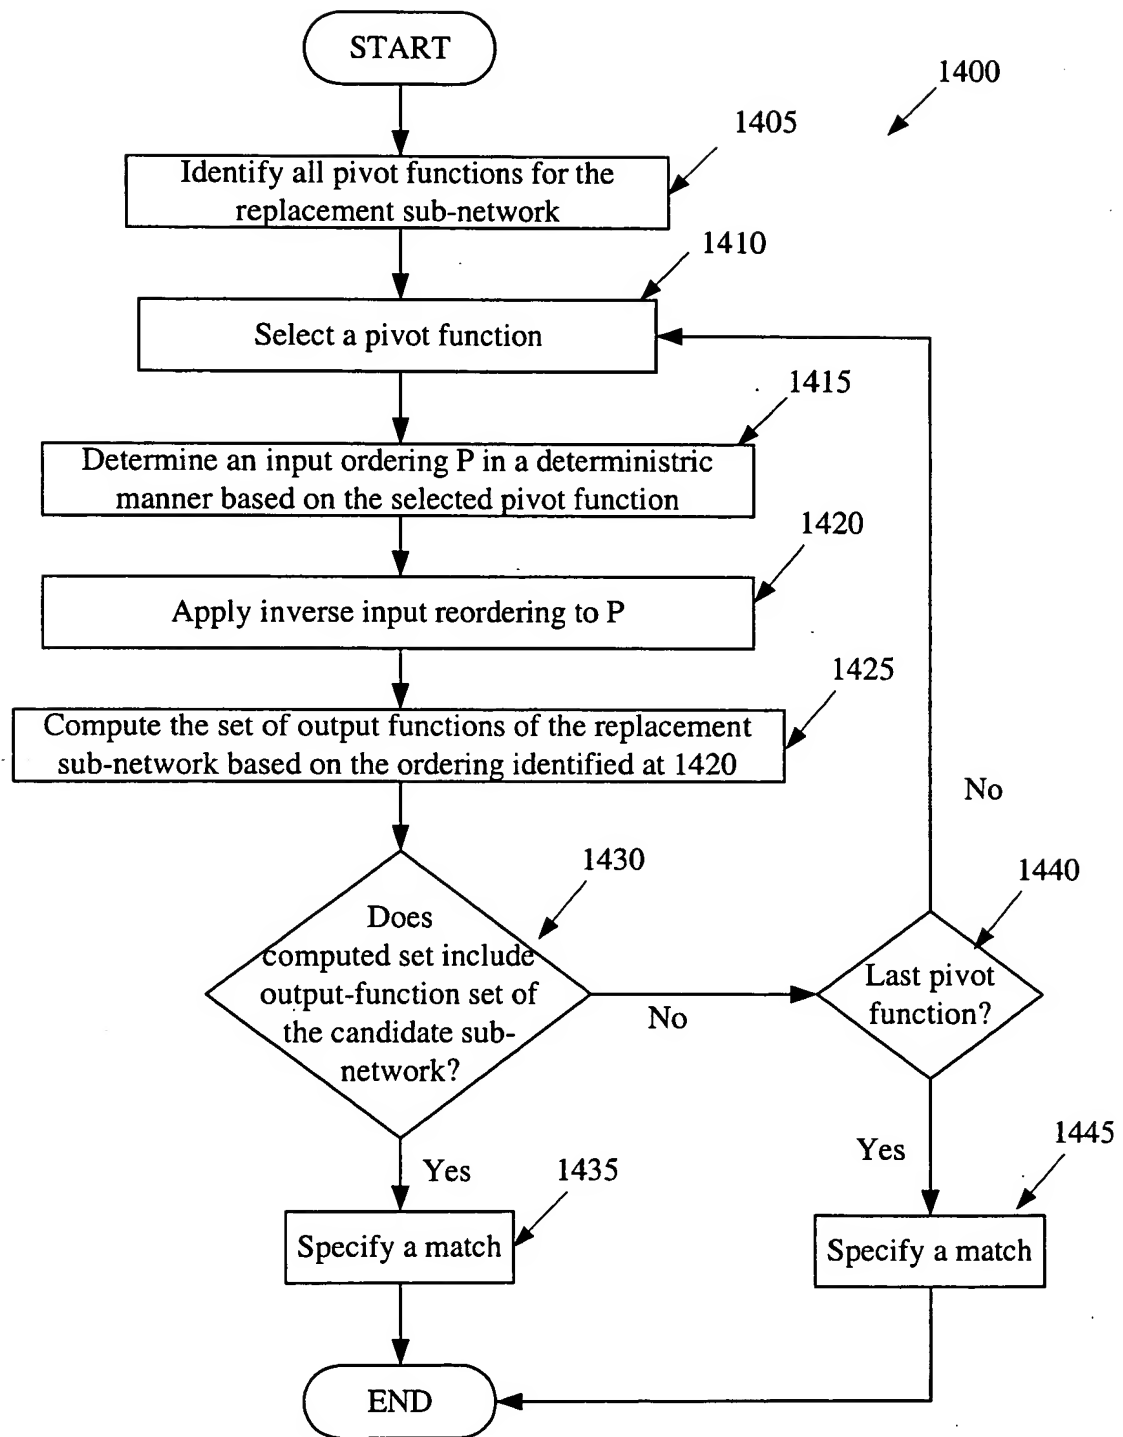 START
1400
1405
Identify all pivot functions for the
replacement sub-network
1410
Select a pivot function
1415
Determine an input ordering P in a deterministric
manner based on the selected pivot function
1420
Apply inverse input reordering to P
1425
Compute the set of output functions of the replacement
sub-network based on the ordering identified at 1420
No
1430
Does
computed set include
output-function set of
the candidate sub-
network?
No
1440
Last pivot
function?
Yes
1435
Specify a match
Yes
1445
Specify a match
END